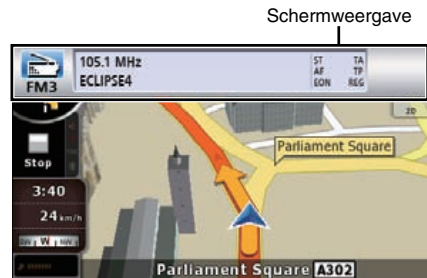 Schermweergave
105.1 MHz
ECLIPSE4
ST TA
AF TP
EON REG
FM3
2D
Parliament Square
Stop
3:40
24 km/h
W
Parliament Square A302